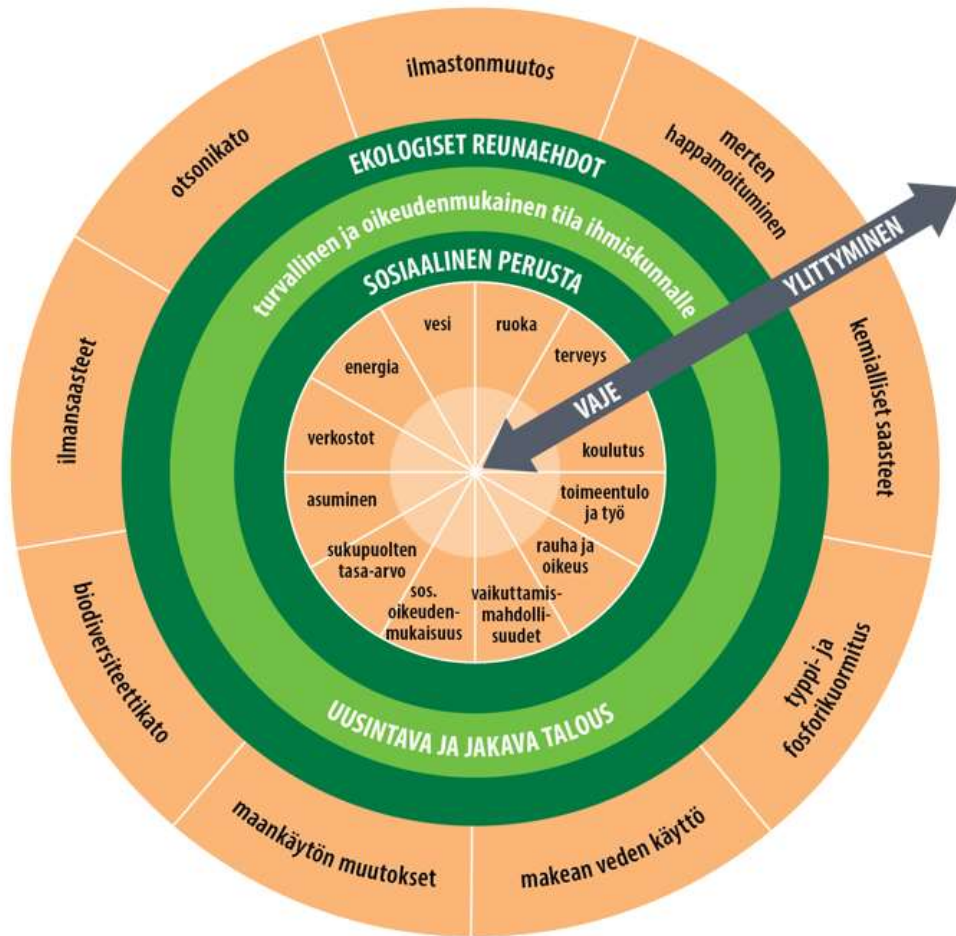 ilmastonmuutos
merten
happamoituminen
kemialliset saasteet
typpi- ja
fosforikuormitus
makean veden käyttö
maankäytön muutokset
biodiversiteettikato
ilmansaasteet
otsonikato
EKOLOGISET REUNAEHDOT
turvallinen ja oikeudenmukainen tila ihmiskunnalle
SOSIAALINEN PERUSTA
YLITTYMINEN
VAJE
vesi
ruoka
terveys
koulutus
toimeentulo
ja työ
rauha ja
oikeus
vaikuttamis-
mahdolli-
suudet
sos.
oikeuden-
mukaisuus
sukupuolten
tasa-arvo
asuminen
verkostot
energia
UUSINTAVA JA JAKAVA TALOUS